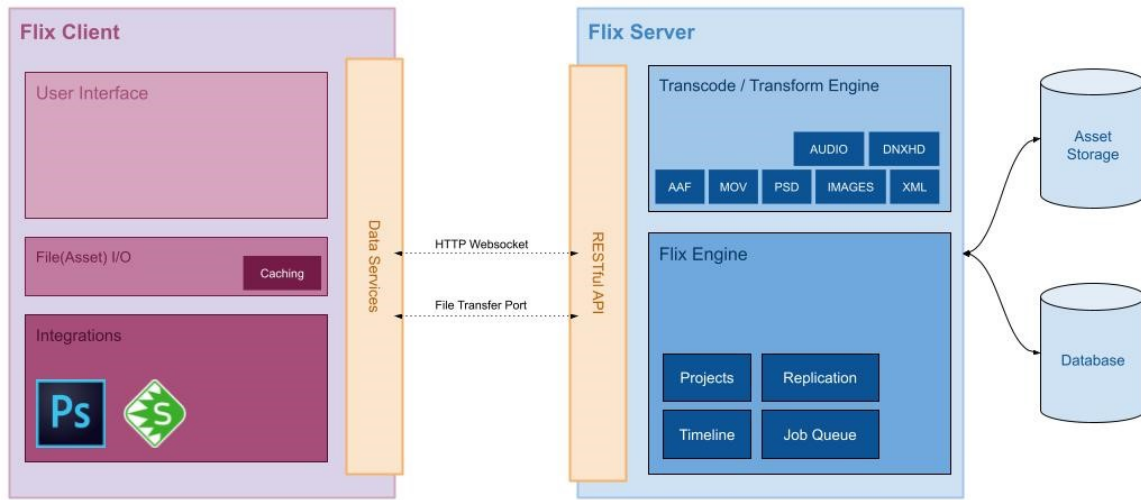 Flix Client
User Interface
File(Asset) I/O
Caching
Integrations
Ps
S
Data Services
HTTP Websocket
File Transfer Port
RESTful API
Flix Server
Transcode / Transform Engine
AUDIO
DNXHD
AAF
MOV
PSD
IMAGES
XML
Flix Engine
Projects
Replication
Timeline
Job Queue
Asset
Storage
Database